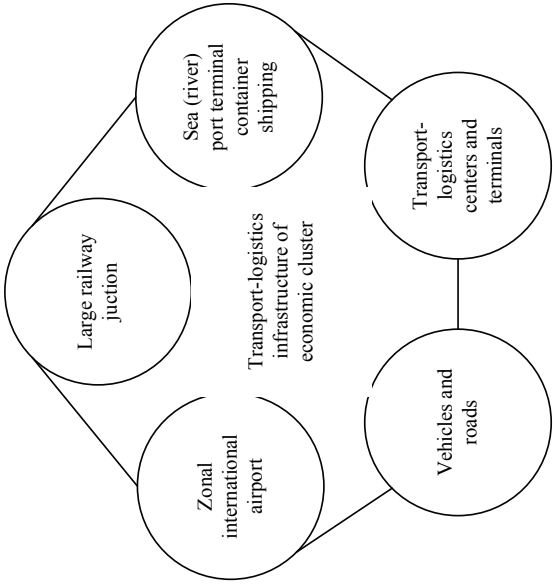 Large railway
juction
Zonal
international
airport
Sea (river)
port terminal
container
shipping
Transport-logistics
infrastructure of
economic cluster
Vehicles and
roads
Transport-
logistics
centers and
terminals